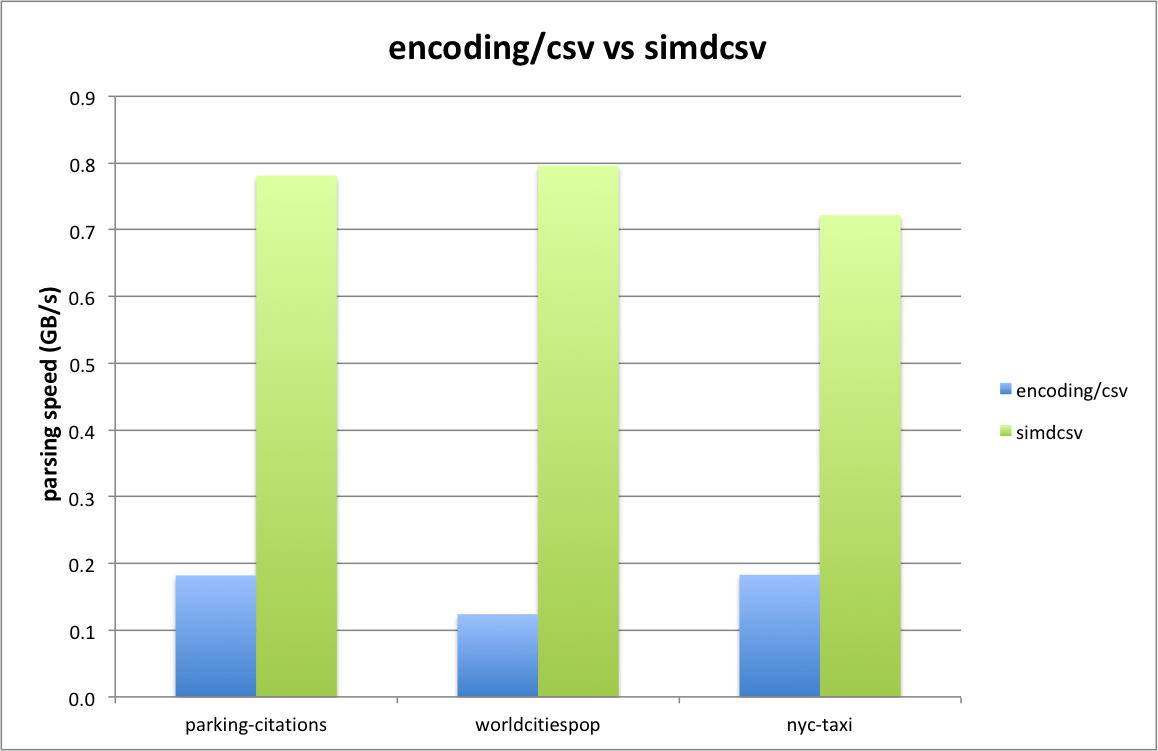 encoding/csv vs simdcsv
0.9
0.8
0.7
0.6
0.5
0.4
0.3
0.2
0.1
0.0
parsing speed (GB/s)
parking-citations
worldcitiespop
nyc-taxi
encoding/csv
simdcsv